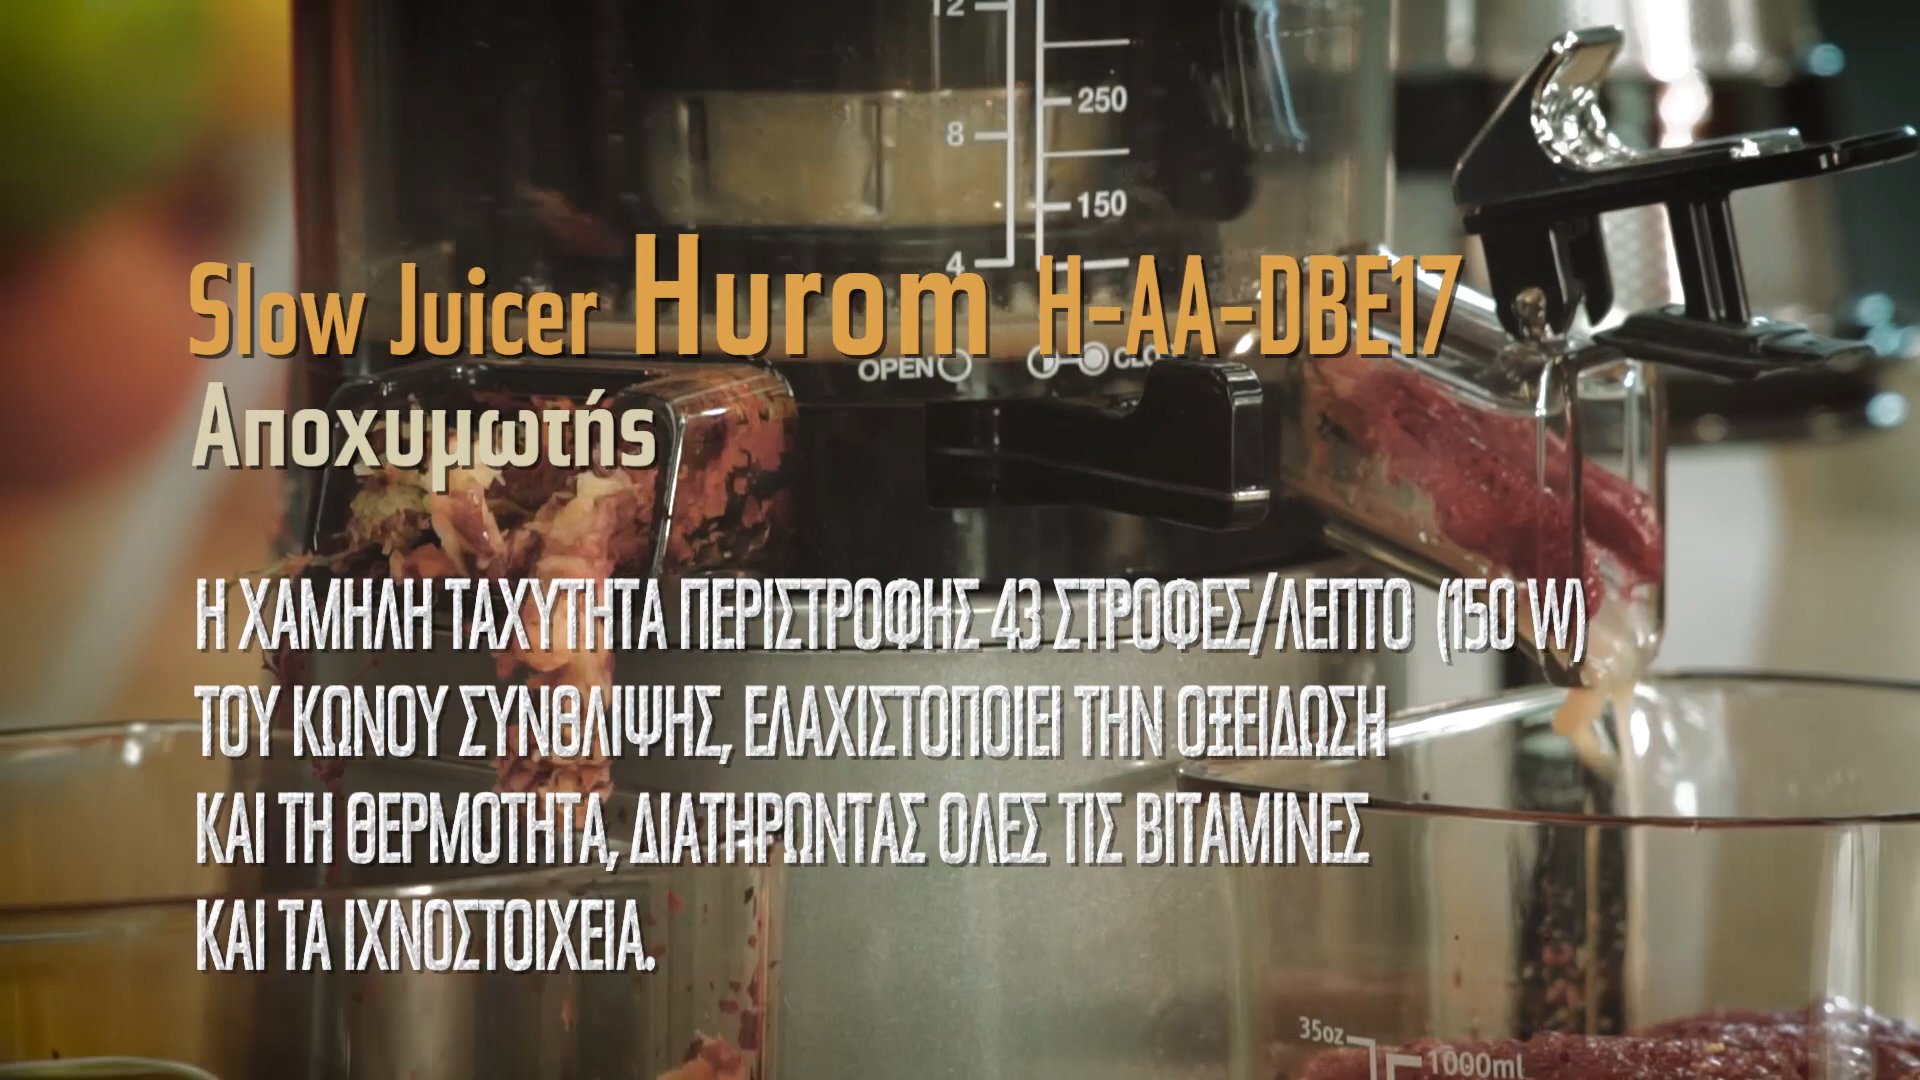 12
250
8
150
4
Slow Juicer Hurom H-AA-DBE17
OPEN
Αποχυμωτής
Η ΧΑΜΗΛΗ ΤΑΧΥΤΗΤΑ ΠΕΡΙΣΤΡΟΦΗΣ 43 ΣΤΡΟΦΕΣ/ΛΕΠΤΟ (150 W)
ΤΟΥ ΚΩΝΟΥ ΣΥΝΘΛΙΨΗΣ, ΕΛΑΧΙΣΤΟΠΟΙΕΙ ΤΗΝ ΟΞΕΙΔΩΣΗ
ΚΑΙ ΤΗ ΘΕΡΜΟΤΗΤΑ, ΔΙΑΤΗΡΩΝΤΑΣ ΟΛΕΣ ΤΙΣ ΒΙΤΑΜΙΝΕΣ
ΚΑΙ ΤΑ ΙΧΝΟΣΤΟΙΧΕΙΑ.
35oz
1000ml